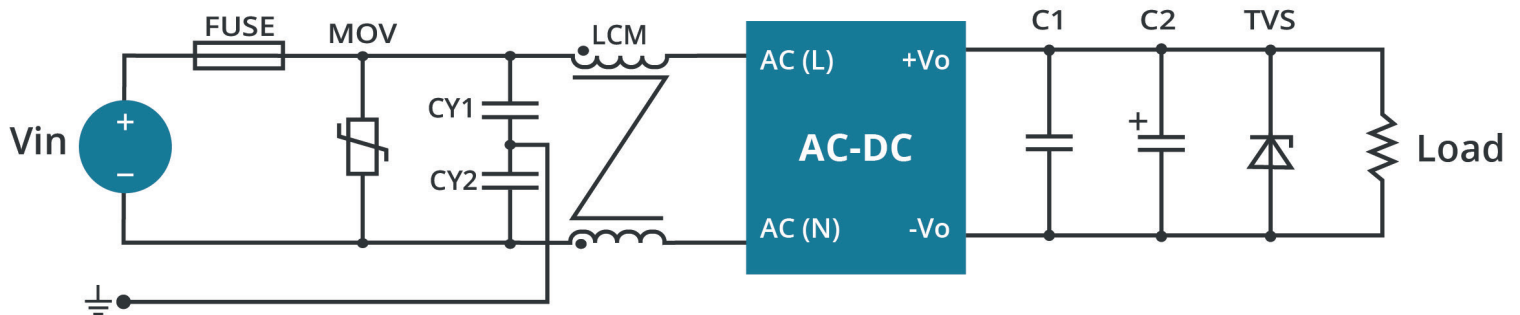 FUSE
MOV
LCM
C1
C2
TVS
Vin
+
−
CY1
CY2
AC (L)
+Vo
AC-DC
AC (N)
-Vo
+
Load